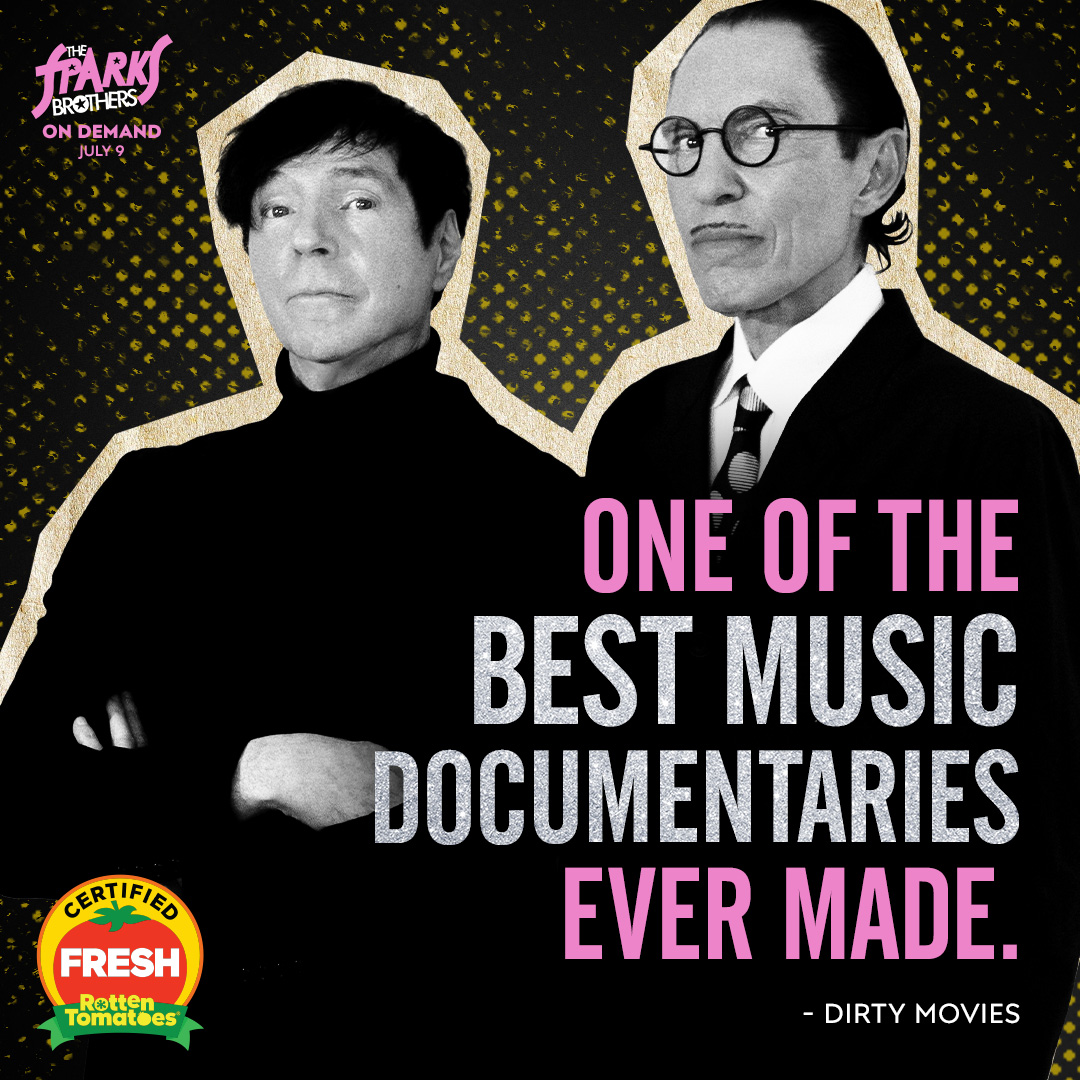 THE
SPARKS
BROTHERS
ON DEMAND
JULY 9
ONE OF THE
BEST MUSIC
DOCUMENTARIES
EVER MADE.
- DIRTY MOVIES
CERTIFIED
FRESH
Rotten
Tomatoes®